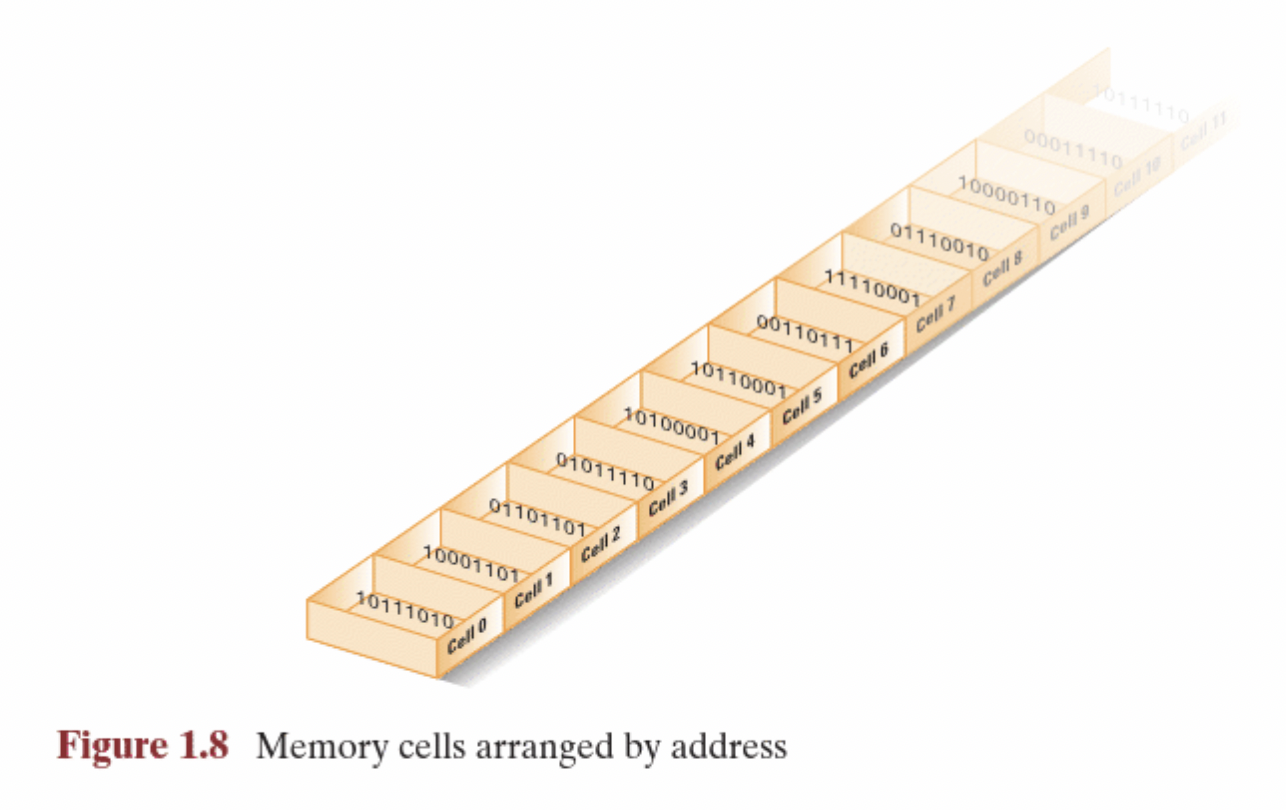 10111110
Cell 11
00011110
Cell 10
10000110
Cell 9
01110010
Cell 8
11110001
Cell 7
00110111
Cell 6
10110001
Cell 5
10100001
Cell 4
01011110
Cell 3
01101101
Cell 2
10001101
Cell 1
10111010
Cell 0
Figure 1.8 Memory cells arranged by address